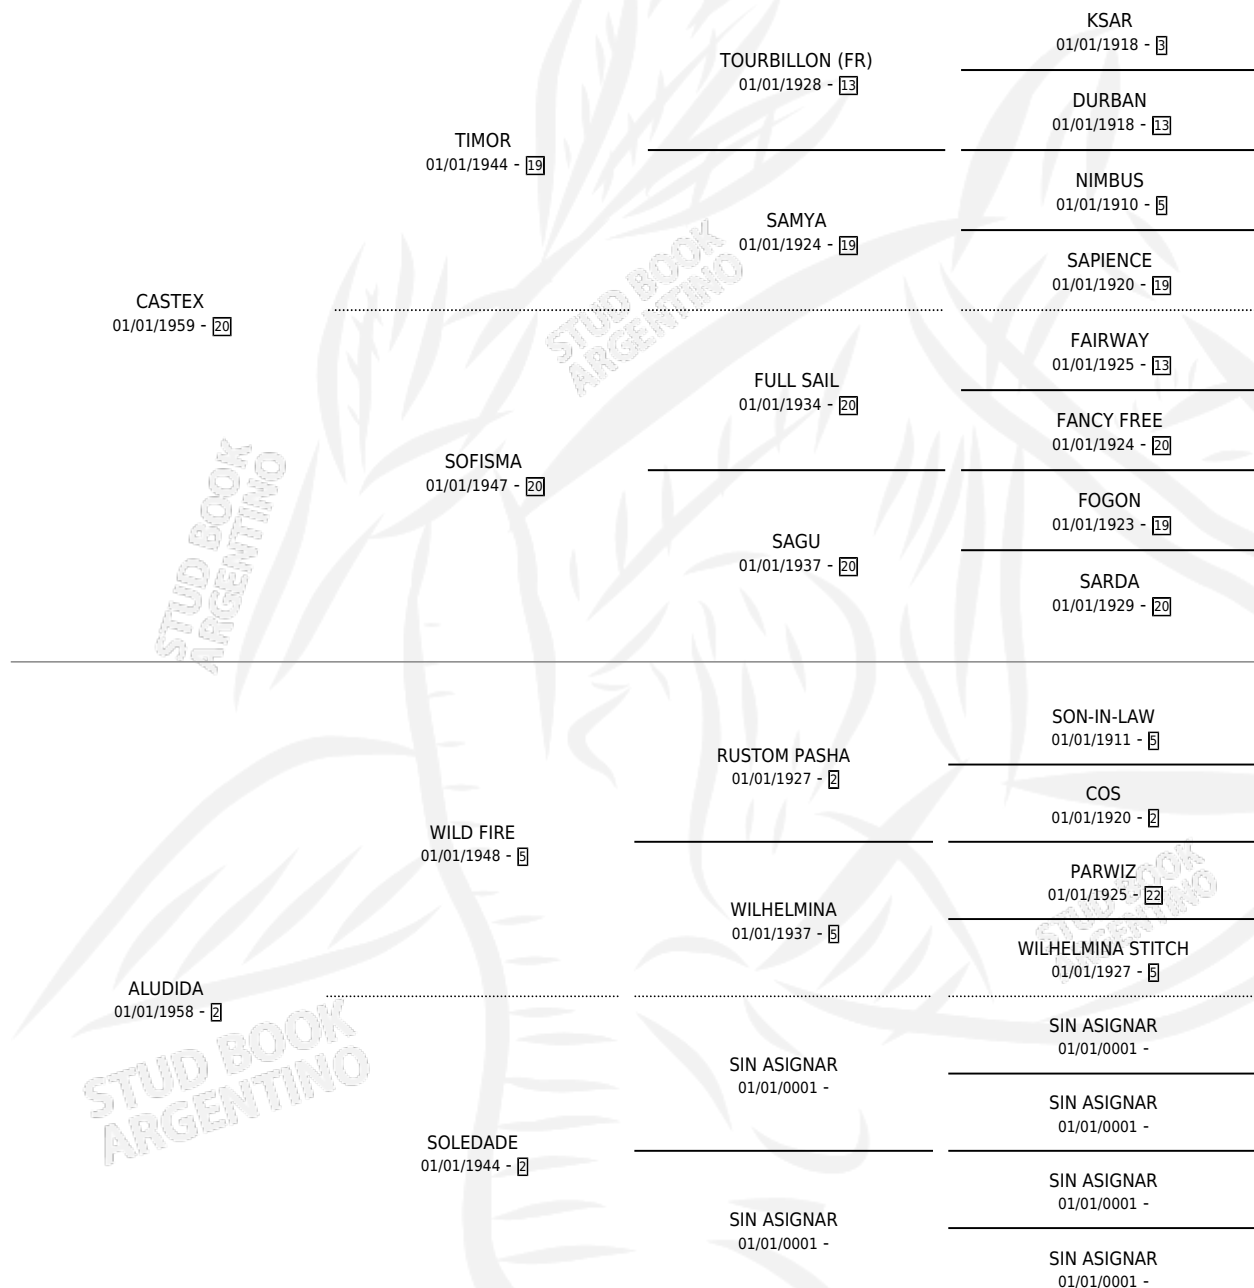 KSAR
01/01/1918 - 3
TOURBILLON (FR)
01/01/1928 - 13
DURBAN
01/01/1918 - 13
TIMOR
01/01/1944 - 19
NIMBUS
01/01/1910 - 5
SAMYA
01/01/1924 - 19
SAPIENCE
01/01/1920 - 19
CASTEX
01/01/1959 - 20
FAIRWAY
01/01/1925 - 13
FULL SAIL
01/01/1934 - 20
FANCY FREE
01/01/1924 - 20
SOFISMA
01/01/1947 - 20
FOGON
01/01/1923 - 19
SAGU
01/01/1937 - 20
SARDA
01/01/1929 - 20
STUD BOOK
ARGENTINO
STUD BOOK
ARGENTINO
SON-IN-LAW
01/01/1911 - 5
RUSTOM PASHA
01/01/1927 - 2
COS
01/01/1920 - 2
WILD FIRE
01/01/1948 - 5
PARWIZ
01/01/1925 - 22
WILHELMINA
01/01/1937 - 5
WILHELMINA STITCH
01/01/1927 - 5
STUD BOOK
ARGENTINO
ALUDIDA
01/01/1958 - 2
SIN ASIGNAR
01/01/0001 -
SIN ASIGNAR
01/01/0001 -
SIN ASIGNAR
01/01/0001 -
SOLEDADE
01/01/1944 - 2
SIN ASIGNAR
01/01/0001 -
SIN ASIGNAR
01/01/0001 -
SIN ASIGNAR
01/01/0001 -
STUD BOOK
ARGENTINO